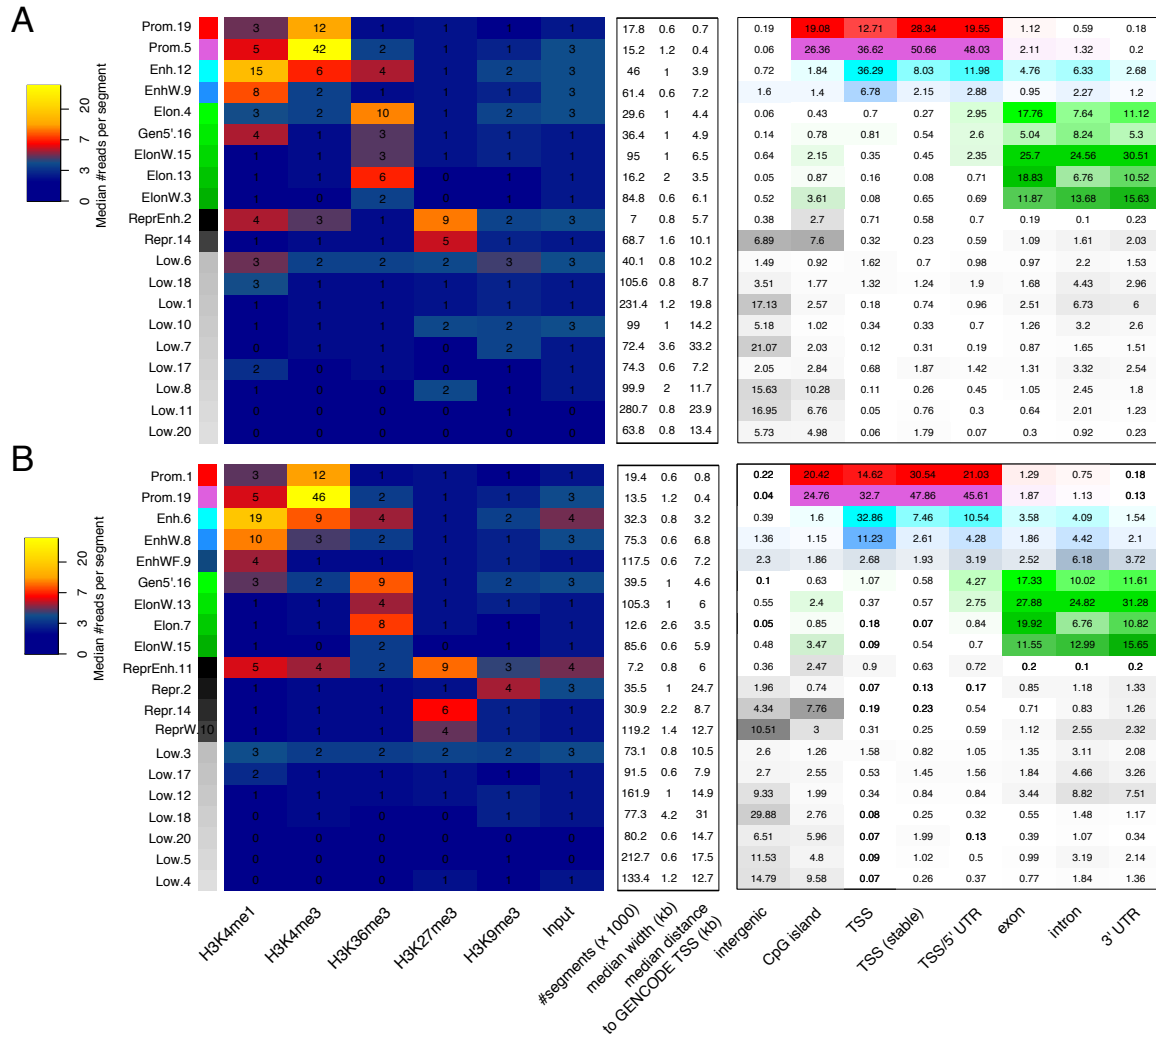 A
Prom.19 3 12 1 1 1 1 17.8 0.6 0.7 0.19 19.08 12.71 28.34 19.55 1.12 0.59 0.18
Prom.5 5 42 2 1 1 3 15.2 1.2 0.4 0.06 26.36 36.62 50.66 48.03 2.11 1.32 0.2
Enh.12 15 6 4 1 2 3 46 1 3.9 0.72 1.84 36.29 8.03 11.98 4.76 6.33 2.68
EnhW.9 8 2 1 1 1 3 61.4 0.6 7.2 1.6 1.4 6.78 2.15 2.88 0.95 2.27 1.2
Elon.4 3 2 10 1 2 3 29.6 1 4.4 0.06 0.43 0.7 0.27 2.95 17.76 7.64 11.12
Gen5'.16 4 1 3 1 1 1 36.4 1 4.9 0.14 0.78 0.81 0.54 2.6 5.04 8.24 5.3
ElonW.15 1 1 3 1 1 1 95 1 6.5 0.64 2.15 0.35 0.45 2.35 25.7 24.56 30.51
Elon.13 1 1 6 1 1 1 16.2 2 3.5 0.05 0.87 0.16 0.08 0.71 18.83 6.76 10.52
ElonW.3 1 0 2 0 1 1 84.8 0.6 6.1 0.52 3.61 0.08 0.65 0.69 11.87 13.68 15.63
ReprEnh.2 4 3 1 9 2 3 7 0.8 5.7 0.38 2.7 0.71 0.58 0.7 0.19 0.1 0.23
Repr.14 1 1 1 5 1 1 68.7 1.6 10.1 6.89 7.6 0.32 0.23 0.59 1.09 1.61 2.03
Low.6 3 2 2 2 3 3 40.1 0.8 10.2 1.49 0.92 1.62 0.7 0.98 0.97 2.2 1.53
Low.18 3 1 1 1 1 1 105.6 0.8 8.7 3.51 1.77 1.32 1.24 1.9 1.68 4.43 2.96
Low.1 1 1 1 1 1 1 231.4 1.2 19.8 17.13 2.57 0.18 0.74 0.96 2.51 6.73 6
Low.10 1 1 1 2 2 3 99 1 14.2 5.18 1.02 0.34 0.33 0.7 1.26 3.2 2.6
Low.7 0 1 1 0 2 1 72.4 3.6 33.2 21.07 2.03 0.12 0.31 0.19 0.87 1.65 1.51
Low.17 2 0 1 1 1 1 74.3 0.6 7.2 2.05 2.84 0.68 1.87 1.42 1.31 3.32 2.54
Low.8 1 0 0 2 1 1 99.9 2 11.7 15.63 10.28 0.11 0.26 0.45 1.05 2.45 1.8
Low.11 0 0 0 0 0 0 280.7 0.8 23.9 16.95 6.76 0.05 0.76 0.3 0.64 2.01 1.23
Low.20 0 0 0 0 0 0 63.8 0.8 13.4 5.73 4.98 0.06 1.79 0.07 0.3 0.92 0.23
0 3 7 20
Median #reads per segment
B
Prom.1 3 12 1 1 1 1 19.4 0.6 0.8 0.22 20.42 14.62 30.54 21.03 1.29 0.75 0.18
Prom.19 5 46 2 1 1 3 13.5 1.2 0.4 0.04 24.76 32.7 47.86 45.61 1.87 1.13 0.13
Enh.6 19 9 4 1 2 4 32.3 0.8 3.2 0.39 1.6 32.86 7.46 10.54 3.58 4.09 1.54
EnhW.8 10 3 2 1 1 3 75.3 0.6 6.8 1.36 1.15 11.23 2.61 4.28 1.86 4.42 2.1
EnhWF.9 4 1 1 1 1 1 117.5 0.6 7.2 2.3 1.86 2.68 1.93 3.19 2.52 6.18 3.72
Gen5'.16 3 2 9 1 2 3 39.5 1 4.6 0.1 0.63 1.07 0.58 4.27 17.33 10.02 11.61
ElonW.13 1 1 4 1 1 1 105.3 1 6 0.55 2.4 0.37 0.57 2.75 27.88 24.82 31.28
Elon.7 1 1 8 1 1 1 12.6 2.6 3.5 0.05 0.85 0.18 0.07 0.84 19.92 6.76 10.82
ElonW.15 1 0 2 0 1 1 85.6 0.6 5.9 0.48 3.47 0.09 0.54 0.7 11.55 12.99 15.65
ReprEnh.11 5 4 2 9 3 4 7.2 0.8 6 0.36 2.47 0.9 0.63 0.72 0.2 0.1 0.2
Repr.2 1 1 1 1 4 3 35.5 1 24.7 1.96 0.74 0.07 0.13 0.17 0.85 1.18 1.33
Repr.14 1 1 1 6 1 1 30.9 2.2 8.7 4.34 7.76 0.19 0.23 0.54 0.71 0.83 1.26
ReprW.10 1 1 1 4 1 1 119.2 1.4 12.7 10.51 3 0.31 0.25 0.59 1.12 2.55 2.32
Low.3 3 2 2 2 2 3 73.1 0.8 10.5 2.6 1.26 1.58 0.82 1.05 1.35 3.11 2.08
Low.17 2 1 1 1 1 1 91.5 0.6 7.9 2.7 2.55 0.53 1.45 1.56 1.84 4.66 3.26
Low.12 1 1 1 1 1 1 161.9 1 14.9 9.33 1.99 0.34 0.84 0.84 3.44 8.82 7.51
Low.18 0 1 0 0 1 1 77.3 4.2 31 29.88 2.76 0.08 0.25 0.32 0.55 1.48 1.17
Low.20 0 0 0 0 0 0 80.2 0.6 14.7 6.51 5.96 0.07 1.99 0.13 0.39 1.07 0.34
Low.5 0 0 0 0 1 0 212.7 0.6 17.5 11.53 4.8 0.09 1.02 0.5 0.99 3.19 2.14
Low.4 0 0 0 1 1 1 133.4 1.2 12.7 14.79 9.58 0.07 0.26 0.37 0.77 1.84 1.36
0 3 7 20
Median #reads per segment
H3K4me1
H3K4me3
H3K36me3
H3K27me3
H3K9me3
Input
#segments (x 1000)
median width (kb)
median distance
to GENCODE TSS (kb)
intergenic
CpG island
TSS
TSS (stable)
TSS/5' UTR
exon
intron
3' UTR